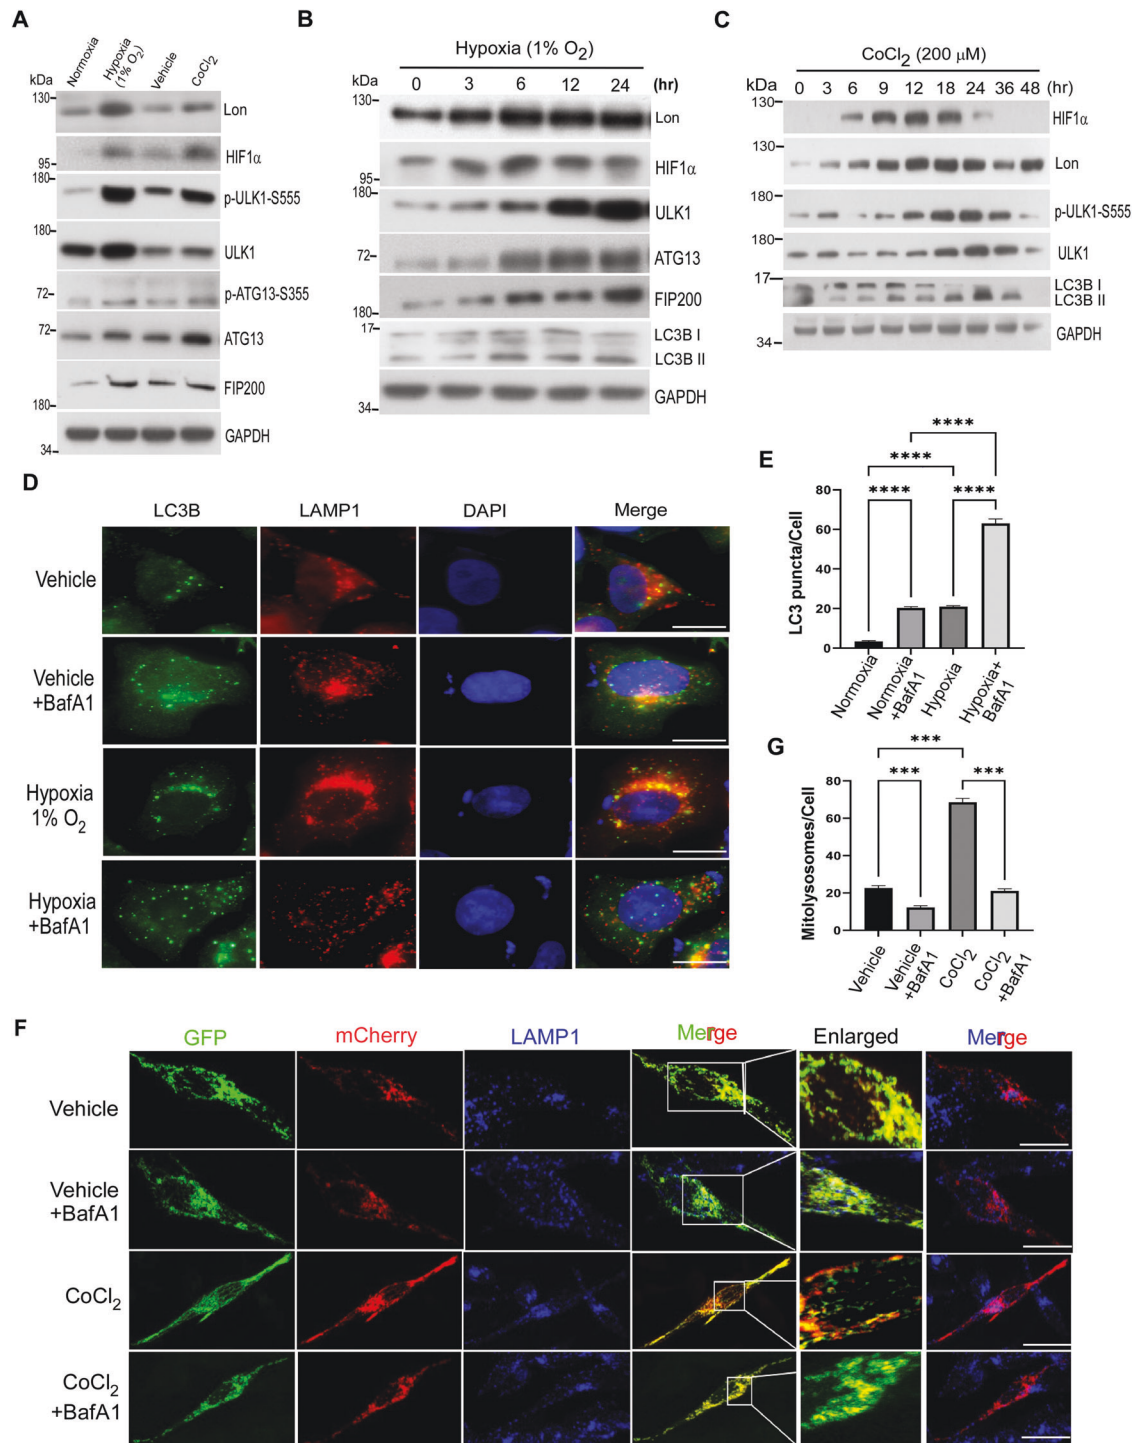 A
Normoxia
Hypoxia
(1% O2)
Vehicle
CoCl2
kDa
130
Lon
HIF1α
95
180
p-ULK1-S555
180
ULK1
p-ATG13-S355
72
72
ATG13
FIP200
180
GAPDH
34
B
Hypoxia (1% O2)
kDa
0 3 6 12 24 (hr)
130
Lon
HIF1α
95
180
ULK1
72
ATG13
FIP200
180
17
LC3B I
LC3B II
GAPDH
34
C
CoCl2 (200 μM)
kDa
0 3 6 9 12 18 24 36 48 (hr)
130
HIF1α
130
Lon
p-ULK1-S555
180
180
ULK1
17
LC3B I
LC3B II
GAPDH
34
D
LC3B LAMP1 DAPI Merge
Vehicle
Vehicle
+BafA1
Hypoxia
1% O2
Hypoxia
+BafA1
E
****
****
**** ****
LC3 puncta/Cell
80
60
40
20
0
Normoxia
Normoxia
+BafA1
Hypoxia
Hypoxia+
BafA1
G
***
*** ***
Mitolysosomes/Cell
80
60
40
20
0
Vehicle
Vehicle
+BafA1
CoCl2
CoCl2
+BafA1
F
GFP mCherry LAMP1 Merge Enlarged Merge
Vehicle
Vehicle
+BafA1
CoCl2
CoCl2
+BafA1